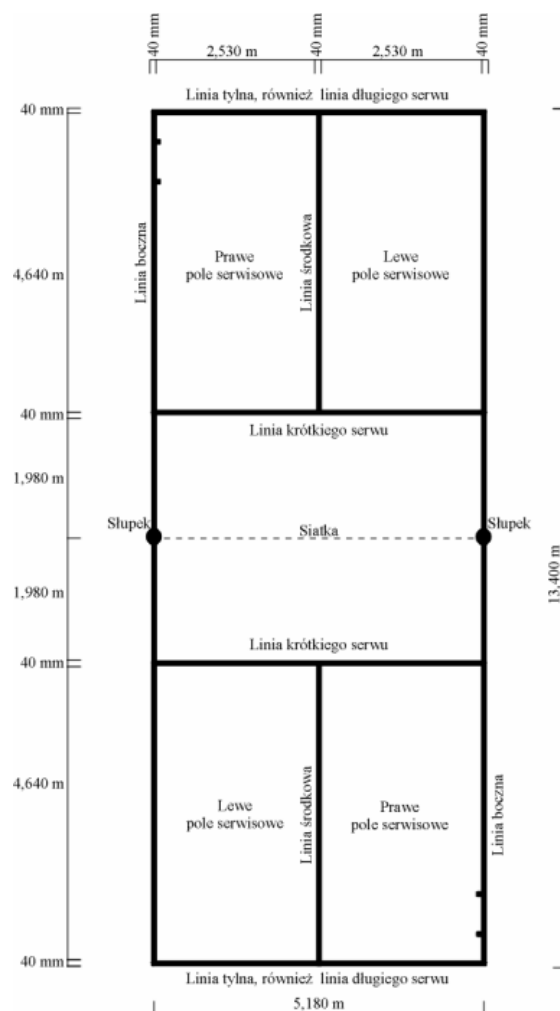 40 mm
2,530 m
40 mm
2,530 m
40 mm
Linia tylna, również linia długiego serwu
40 mm
Linia boczna
4,640 m
Prawe
pole serwisowe
Linia środkowa
Lewe
pole serwisowe
40 mm
Linia krótkiego serwu
1,980 m
Słupek
Siatka
Słupek
13,400 m
1,980 m
Linia krótkiego serwu
40 mm
4,640 m
Lewe
pole serwisowe
Linia środkowa
Prawe
pole serwisowe
Linia boczna
40 mm
Linia tylna, również linia długiego serwu
5,180 m